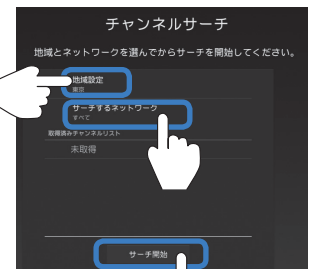 チャンネルサーチ
地域とネットワークを選んでからサーチを開始してください。
地域設定
東京
サーチするネットワーク
すべて
取得済みチャンネルリスト
未取得
サーチ開始